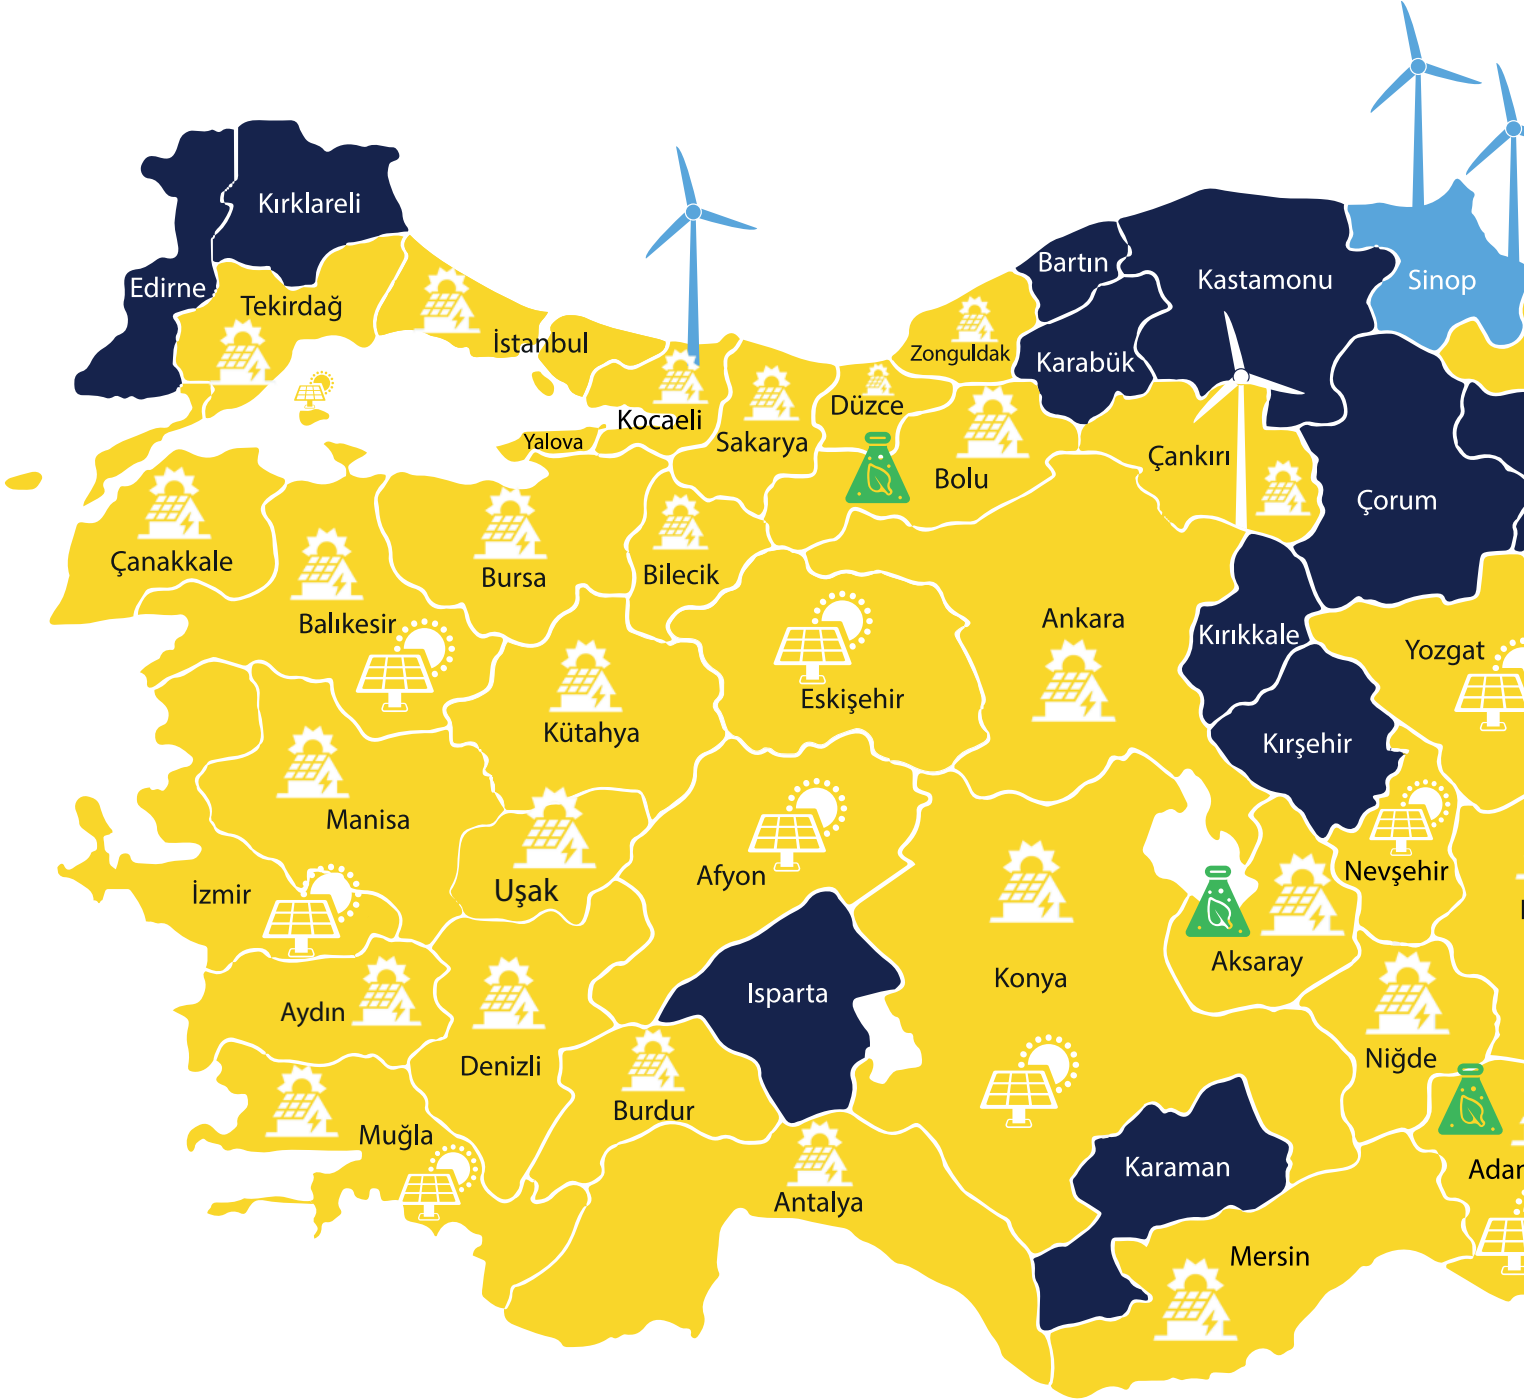 Kırklareli
Edirne
Tekirdağ
İstanbul
Kocaeli
Yalova
Sakarya
Düzce
Zonguldak
Bolu
Bartın
Karabük
Kastamonu
Sinop
Çankırı
Çorum
Çanakkale
Balıkesir
Bursa
Bilecik
Eskişehir
Ankara
Kırıkkale
Yozgat
Kütahya
Kırşehir
Manisa
Uşak
Afyon
Nevşehir
İzmir
Aksaray
Konya
Isparta
Aydın
Denizli
Niğde
Burdur
Muğla
Karaman
Adan
Antalya
Mersin